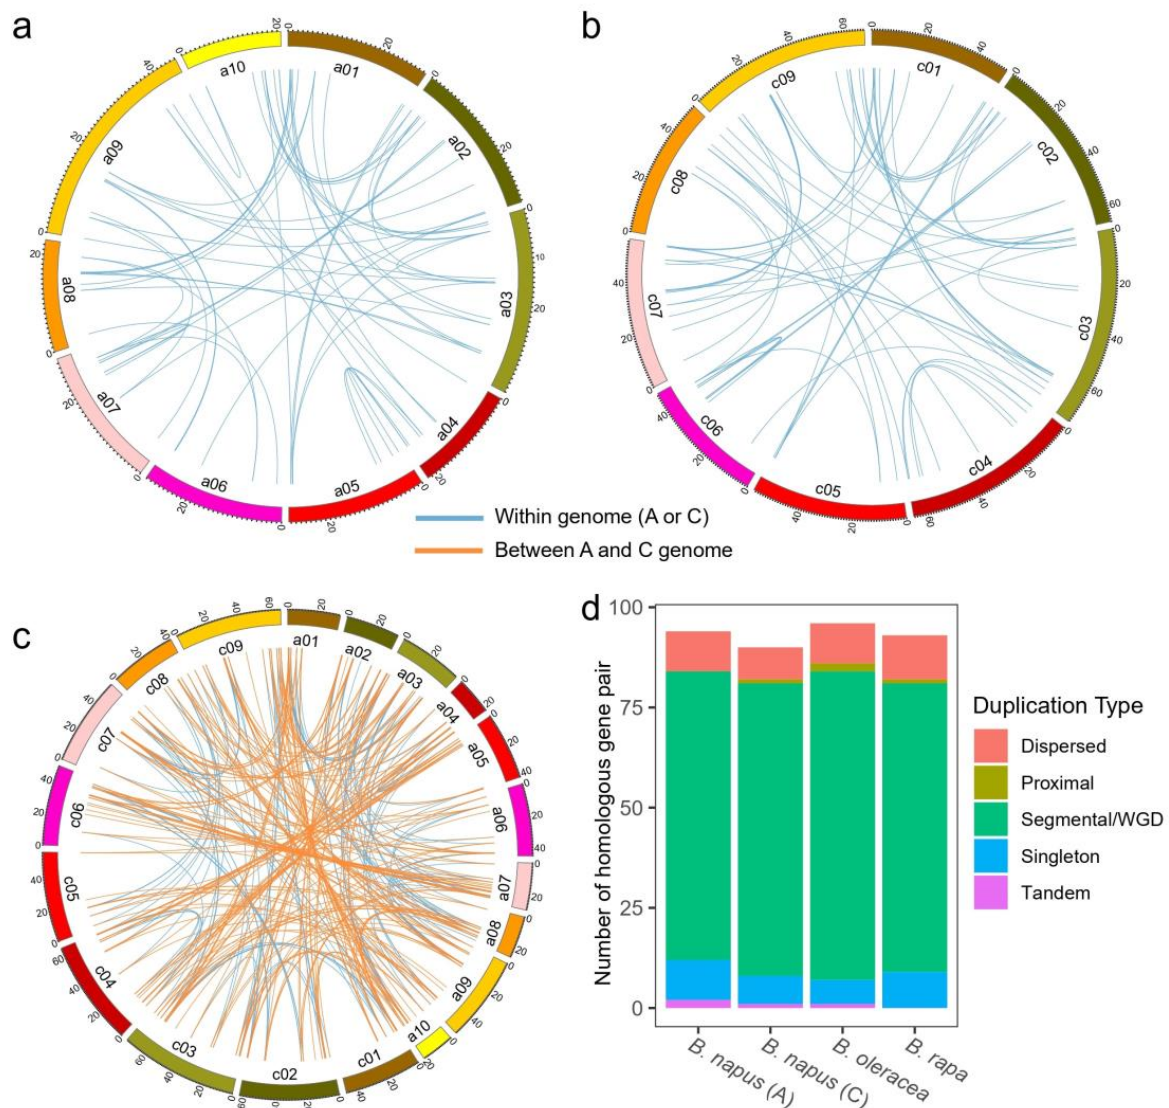 a
a01
a02
a03
a04
a05
a06
a07
a08
a09
a10
b
c01
c02
c03
c04
c05
c06
c07
c08
c09
Within genome (A or C)
Between A and C genome
c
a01
a02
a03
a04
a05
a06
a07
a08
a09
a10
c01
c02
c03
c04
c05
c06
c07
c08
c09
d
Number of homologous gene pair
100
75
50
25
0
B. napus (A)
B. napus (C)
B. oleracea
B. rapa
Duplication Type
Dispersed
Proximal
Segmental/WGD
Singleton
Tandem